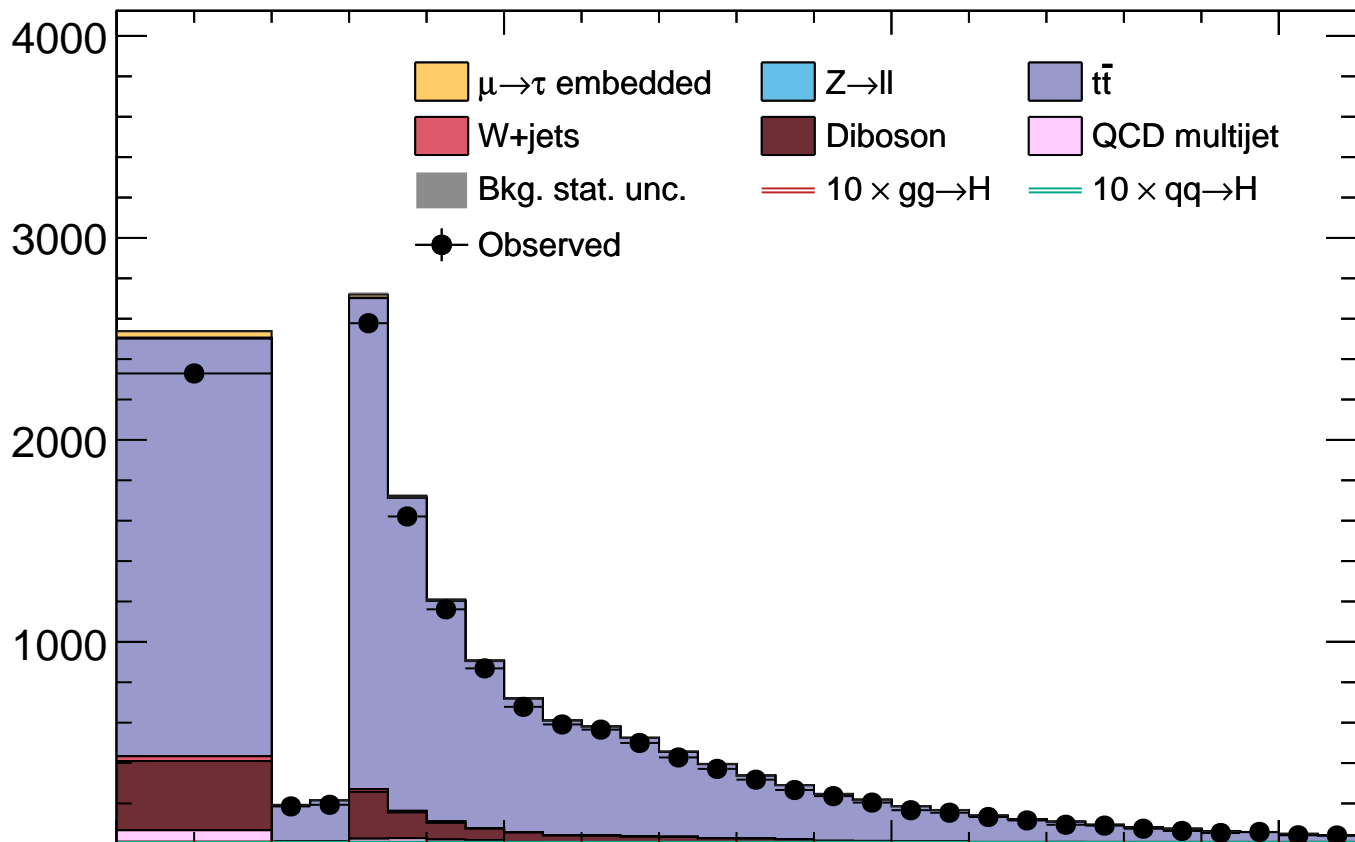 4000
μ→τ embedded Z→ll tt̄
W+jets Diboson QCD multijet
Bkg. stat. unc. 10 × gg→H 10 × qq→H
3000
Observed
2000
1000